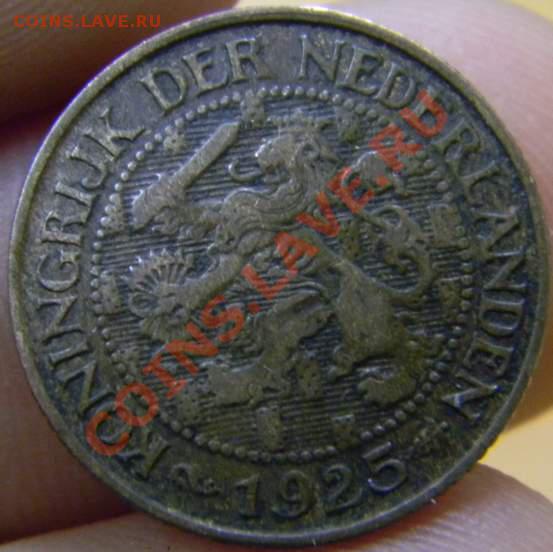 COINS.LAVE.RU
KONINGRIJK DER NEDERLANDEN
1925
COINS.LAVE.RU